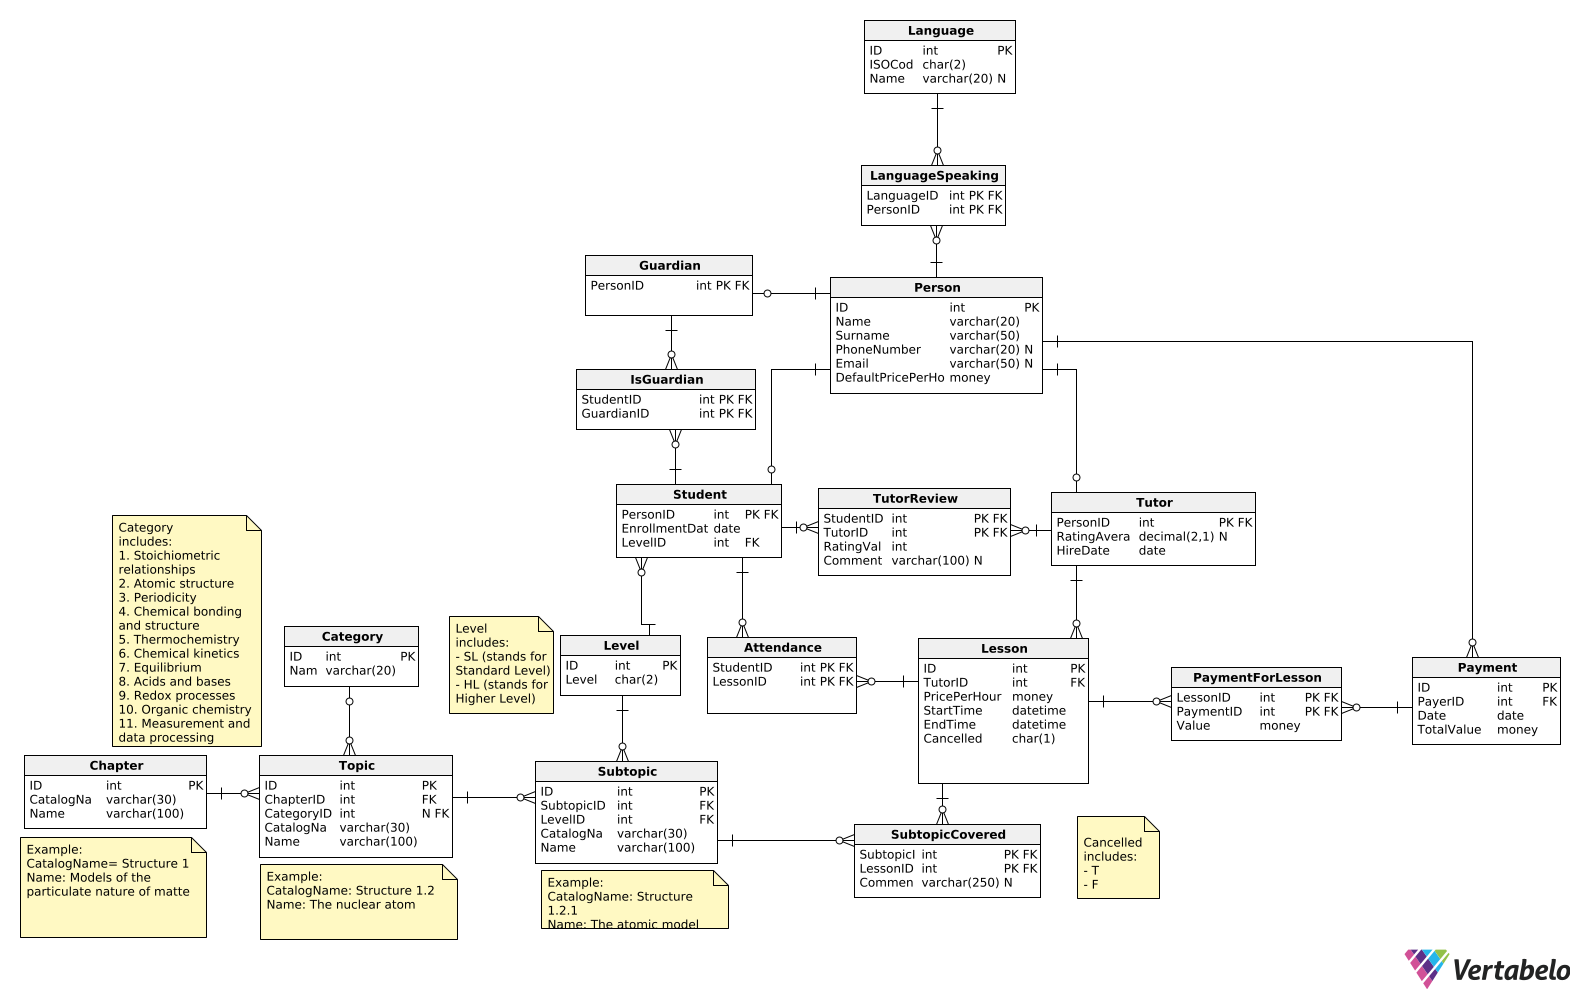 Language
ID int PK
ISOCod char(2)
Name varchar(20) N
LanguageSpeaking
LanguageID int PK FK
PersonID int PK FK
Guardian
PersonID int PK FK
Person
ID int PK
Name varchar(20)
Surname varchar(50)
PhoneNumber varchar(20) N
Email varchar(50) N
DefaultPricePerHo money
IsGuardian
StudentID int PK FK
GuardianID int PK FK
Student
PersonID int PK FK
EnrollmentDat date
LevelID int FK
TutorReview
StudentID int PK FK
TutorID int PK FK
RatingVal int
Comment varchar(100) N
Tutor
PersonID int PK FK
RatingAvera decimal(2,1) N
HireDate date
Category
includes:
1. Stoichiometric
relationships
2. Atomic structure
3. Periodicity
4. Chemical bonding
and structure
5. Thermochemistry
6. Chemical kinetics
7. Equilibrium
8. Acids and bases
9. Redox processes
10. Organic chemistry
11. Measurement and
data processing
Category
ID int PK
Nam varchar(20)
Level
includes:
- SL (stands for
Standard Level)
- HL (stands for
Higher Level)
Level
ID int PK
Level char(2)
Attendance
StudentID int PK FK
LessonID int PK FK
Lesson
ID int PK
TutorID int FK
PricePerHour money
StartTime datetime
EndTime datetime
Cancelled char(1)
PaymentForLesson
LessonID int PK FK
PaymentID int PK FK
Value money
Payment
ID int PK
PayerID int FK
Date date
TotalValue money
Chapter
ID int PK
CatalogNa varchar(30)
Name varchar(100)
Topic
ID int PK
ChapterID int FK
CategoryID int N FK
CatalogNa varchar(30)
Name varchar(100)
Subtopic
ID int PK
SubtopicID int FK
LevelID int FK
CatalogNa varchar(30)
Name varchar(100)
SubtopicCovered
SubtopicI int PK FK
LessonID int PK FK
Commen varchar(250) N
Cancelled
includes:
- T
- F
Example:
CatalogName= Structure 1
Name: Models of the
particulate nature of matte
Example:
CatalogName: Structure 1.2
Name: The nuclear atom
Example:
CatalogName: Structure
1.2.1
Name: The atomic model
Vertabelo